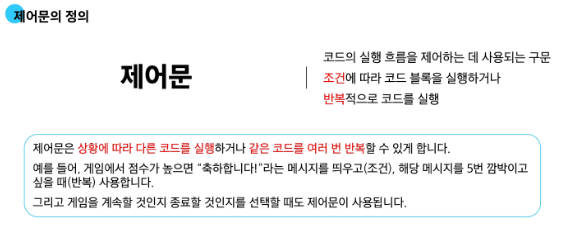 제어문의 정의
제어문
코드의 실행 흐름을 제어하는 데 사용되는 구문
조건에 따라 코드 블록을 실행하거나
반복적으로 코드를 실행
제어문은 상황에 따라 다른 코드를 실행하거나 같은 코드를 여러 번 반복할 수 있게 합니다.
예를 들어, 게임에서 점수가 높으면 “축하합니다!”라는 메시지를 띄우고(조건), 해당 메시지를 5번 깜박이고
싶을 때(반복) 사용합니다.
그리고 게임을 계속할 것인지 종료할 것인지를 선택할 때도 제어문이 사용됩니다.